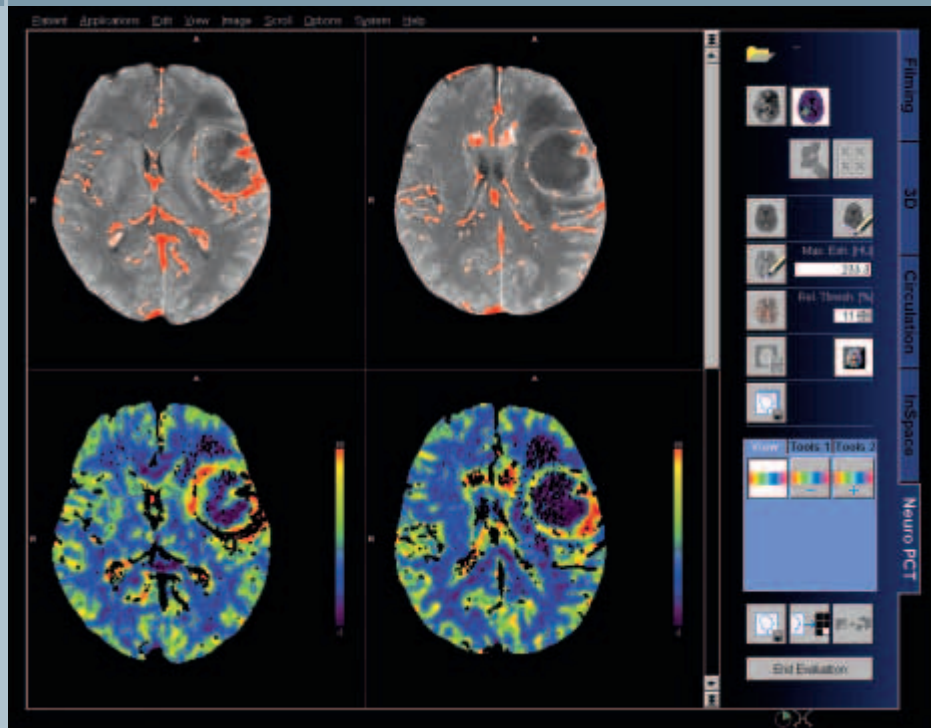 Patient Applications Edit View Image Scroll Options System Help
A
A
R
R
A
A
R
R
Filming
3D
Circulation
InSpace
Neuro PCT
Max. Enh. [HU]
Rel. Thresh. [%]
Tools 1 Tools 2
End Evaluation